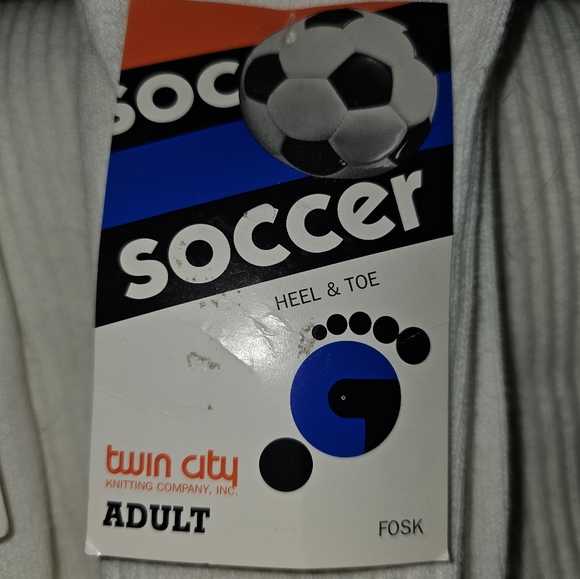 SOC
soccer
HEEL & TOE
twin city
KNITTING COMPANY, INC.
ADULT
FOSK